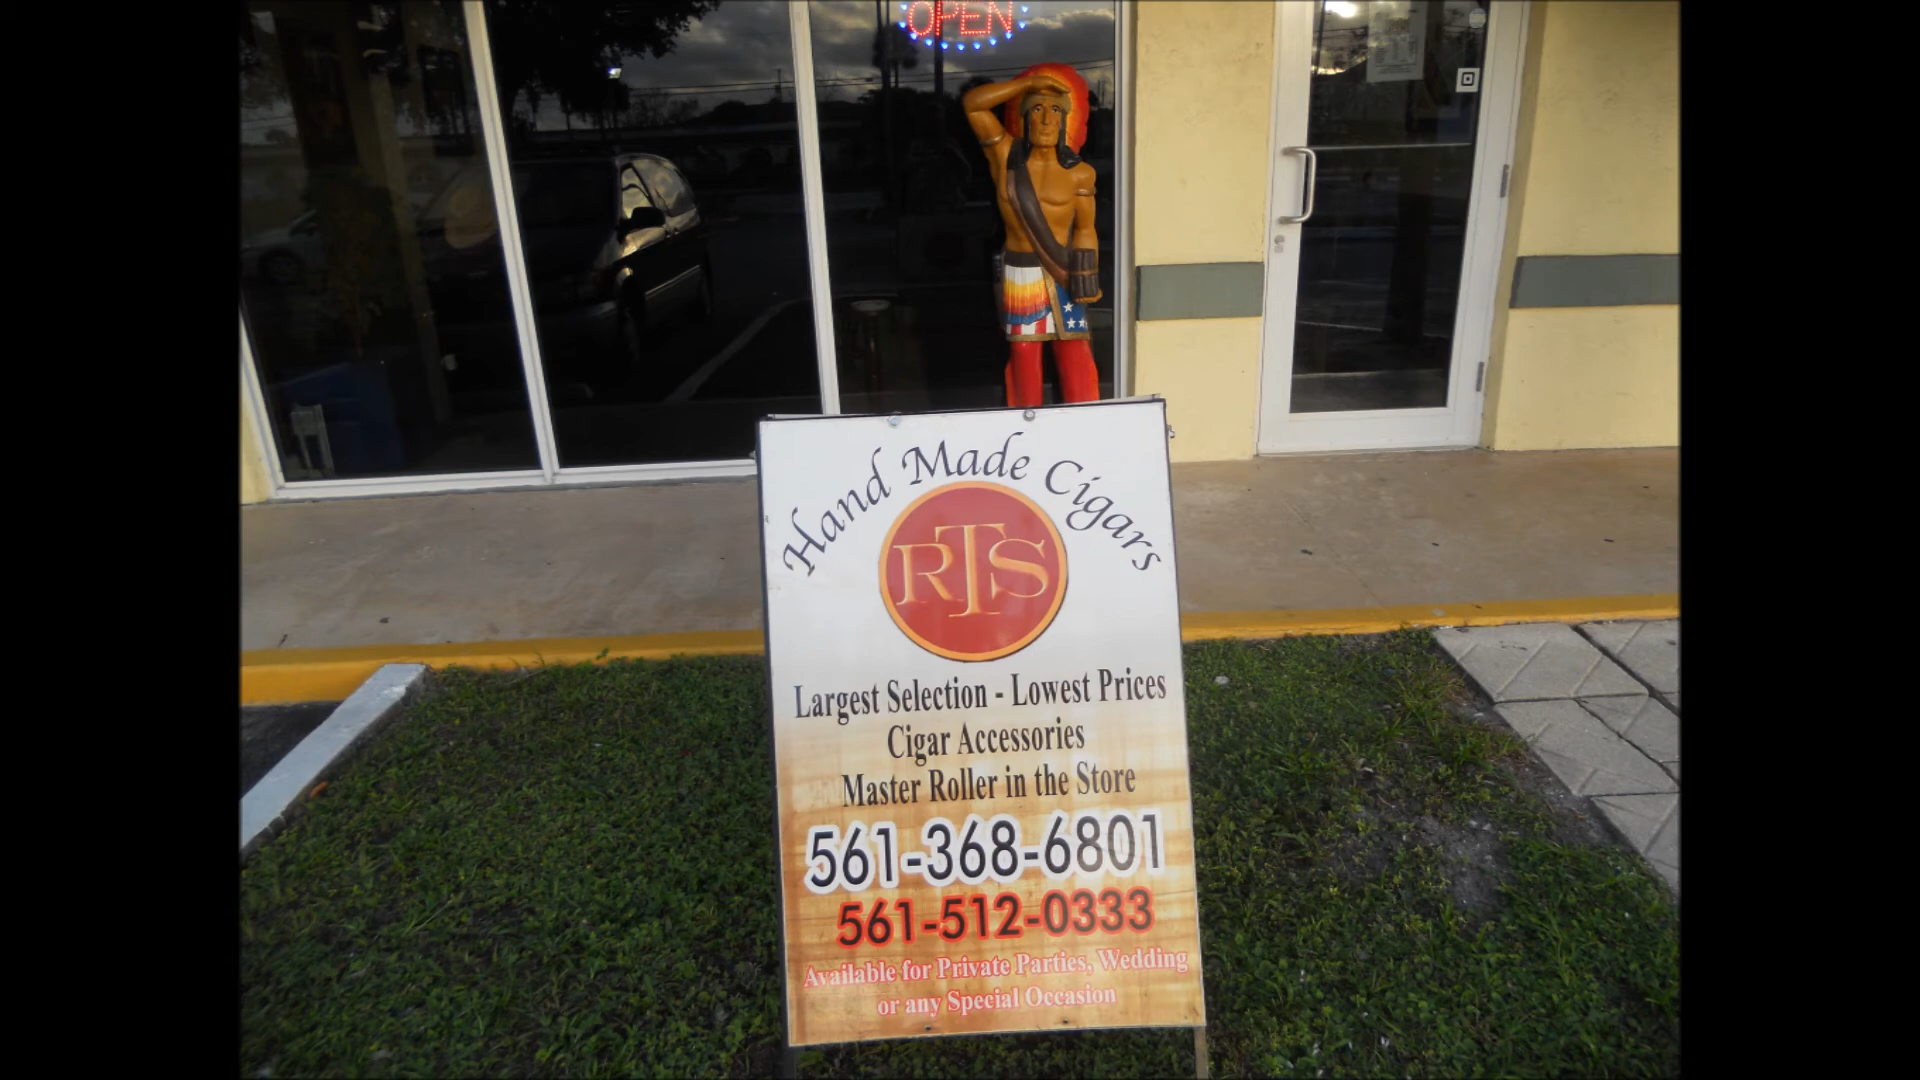 OPEN
Hand Made Cigars
RTS
Largest Selection - Lowest Prices
Cigar Accessories
Master Roller in the Store
561-368-6801
561-512-0333
Available for Private Parties, Wedding
or any Special Occasion